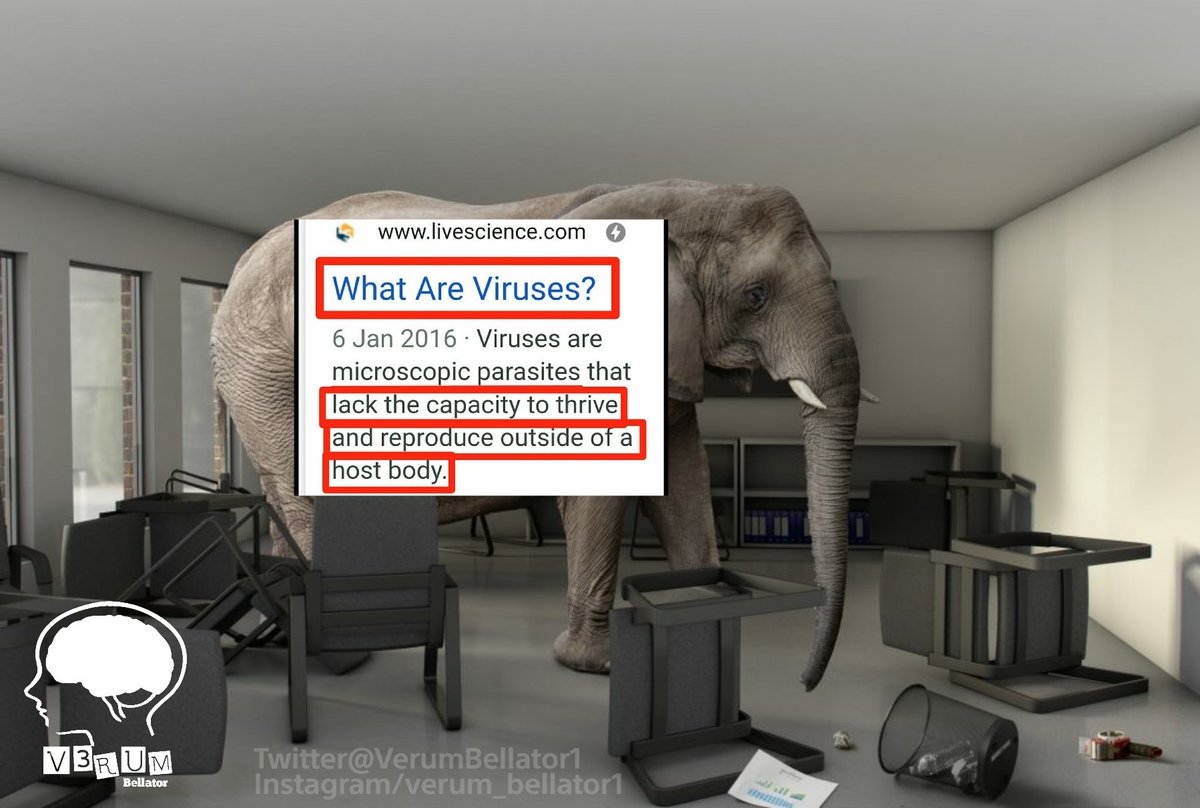 www.livescience.com
What Are Viruses?
6 Jan 2016 · Viruses are
microscopic parasites that
lack the capacity to thrive
and reproduce outside of a
host body.
V3RUM
Bellator
Twitter@VerumBellator1
Instagram/verum_bellator1